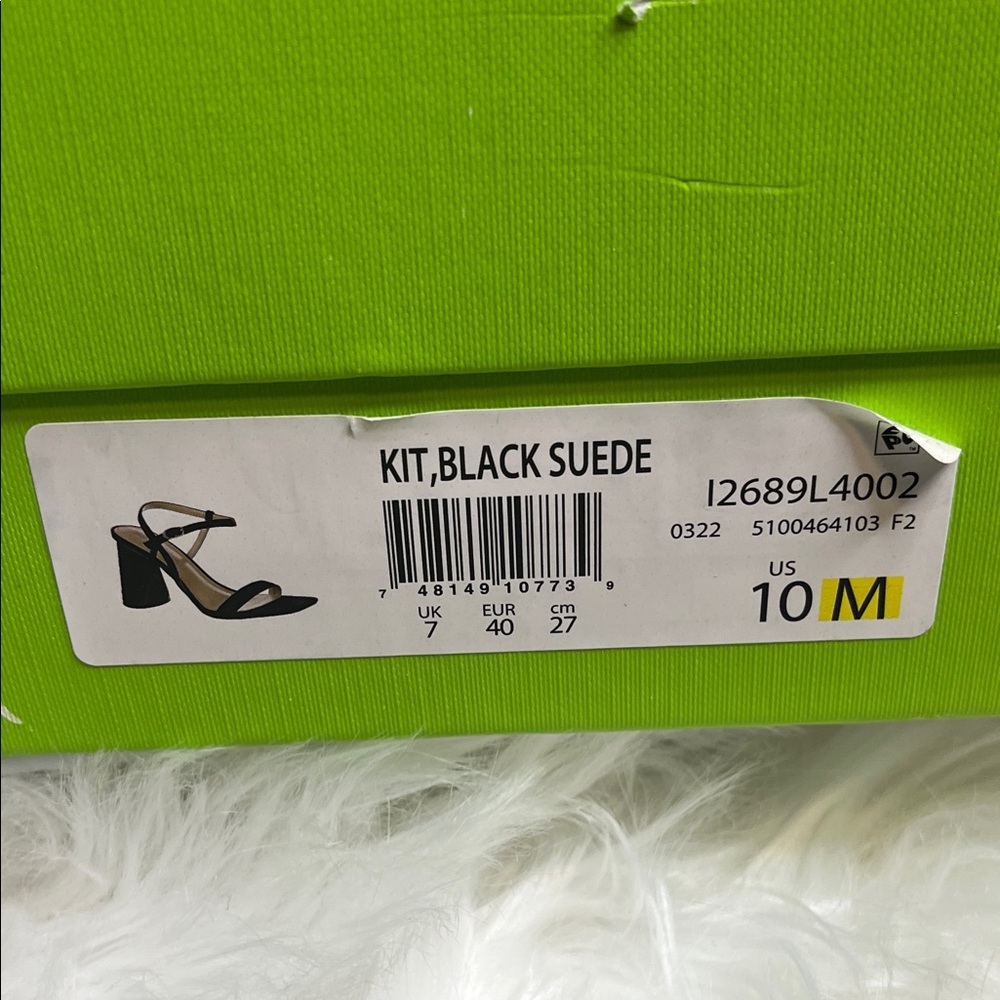 KIT,BLACK SUEDE
I2689L4002
0322 5100464103 F2
7 48149 10773 9
UK EUR cm
7 40 27
US
10 M